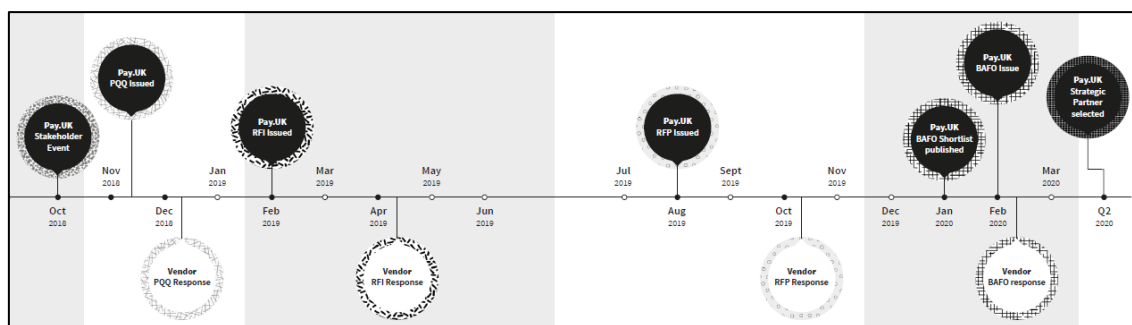 Pay.UK
Stakeholder
Event
Pay.UK
PQQ Issued
Pay.UK
RFI Issued
Pay.UK
RFP Issued
Pay.UK
BAFO Shortlist
published
Pay.UK
BAFO Issue
Pay.UK
Strategic
Partner
selected
Oct
2018
Nov
2018
Dec
2018
Jan
2019
Feb
2019
Mar
2019
Apr
2019
May
2019
Jun
2019
Jul
2019
Aug
2019
Sept
2019
Oct
2019
Nov
2019
Dec
2019
Jan
2020
Feb
2020
Mar
2020
Q2
2020
Vendor
PQQ Response
Vendor
RFI Response
Vendor
RFP Response
Vendor
BAFO response